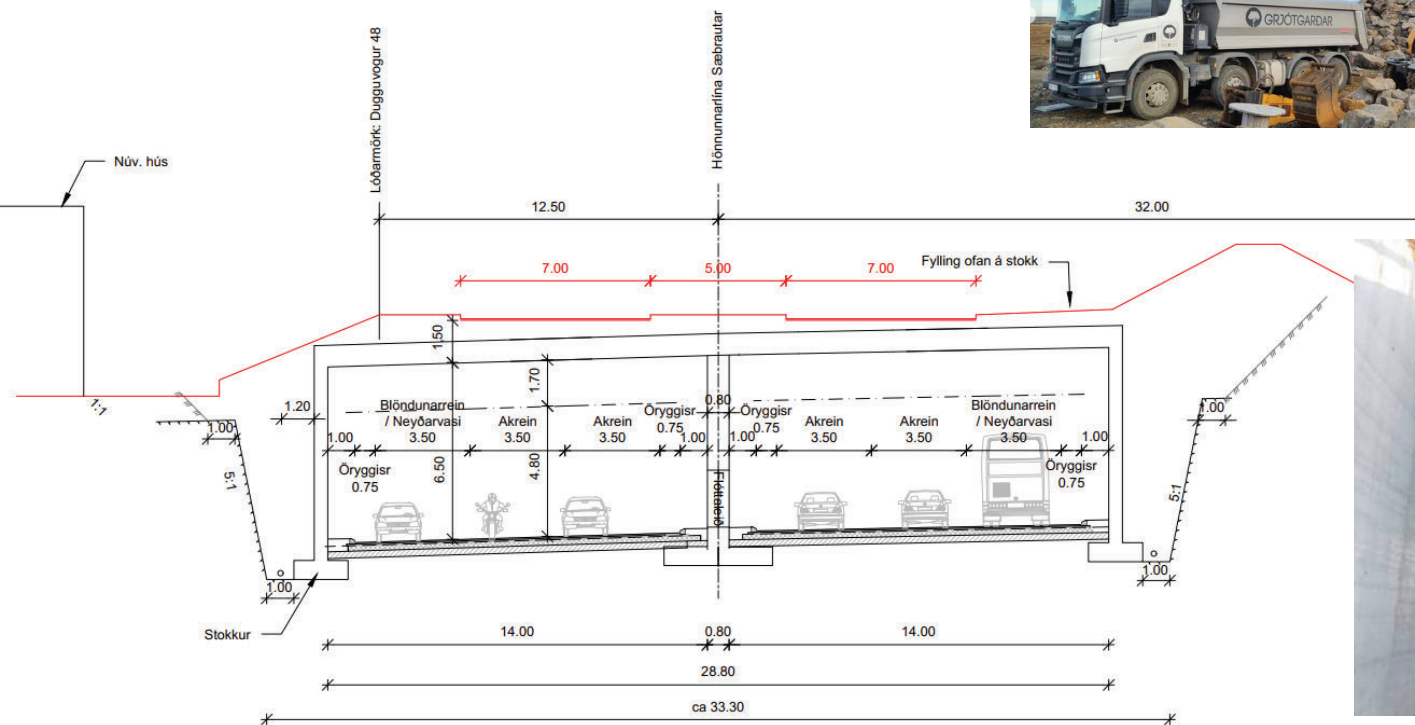 GRJÓTGARÐAR
Lóðarmörk: Dugguvogur 48
Hönnunnarlína Sæbrautar
Núv. hús
12.50
32.00
7.00
5.00
7.00
Fylling ofan á stokk
1.50
1.70
0.80
1:1
1.00
1.20
Blöndunarrein
/ Neyðarvasi
3.50
Akrein
3.50
Akrein
3.50
Öryggisr
0.75
1.00
1.00
Öryggisr
0.75
Akrein
3.50
Akrein
3.50
Blöndunarrein
/ Neyðarvasi
3.50
1.00
1.00
1.00
Öryggisr
0.75
6.50
4.80
Flóttaleið
Öryggisr
0.75
5:1
5:1
1.00
1.00
Stokkur
14.00
0.80
14.00
28.80
ca 33.30